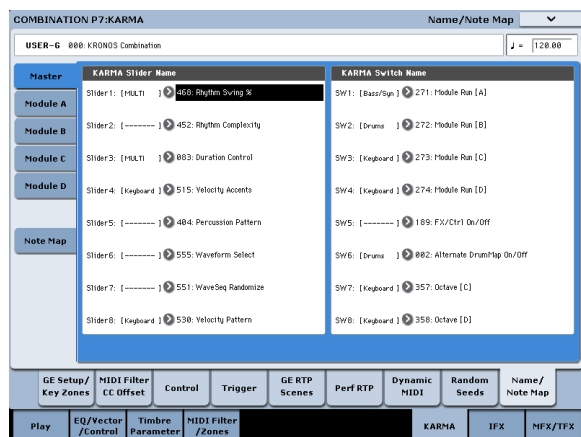 COMBINATION P7:KARMA Name/Note Map
USER-G 000: KRONOS Combination ♩ = 120.00
Master
Module A
Module B
Module C
Module D
Note Map
KARMA Slider Name
Slider1: [MULTI ] 468: Rhythm Swing %
Slider2: [-------] 452: Rhythm Complexity
Slider3: [MULTI ] 083: Duration Control
Slider4: [Keyboard ] 515: Velocity Accents
Slider5: [-------] 404: Percussion Pattern
Slider6: [-------] 555: Waveform Select
Slider7: [-------] 551: WaveSeq Randomize
Slider8: [Keyboard ] 530: Velocity Pattern
KARMA Switch Name
SW1: [Bass/Syn ] 271: Module Run [A]
SW2: [Drums ] 272: Module Run [B]
SW3: [Keyboard ] 273: Module Run [C]
SW4: [Keyboard ] 274: Module Run [D]
SW5: [-------] 189: FX/Ctrl On/Off
SW6: [Drums ] 002: Alternate DrumMap On/Off
SW7: [Keyboard ] 357: Octave [C]
SW8: [Keyboard ] 358: Octave [D]
GE Setup/
Key Zones
MIDI Filter
CC Offset
Control
Trigger
GE RTP
Scenes
Perf RTP
Dynamic
MIDI
Random
Seeds
Name/
Note Map
Play
EQ/Vector
/Control
Timbre
Parameter
MIDI Filter
/Zones
KARMA
IFX
MFX/TFX